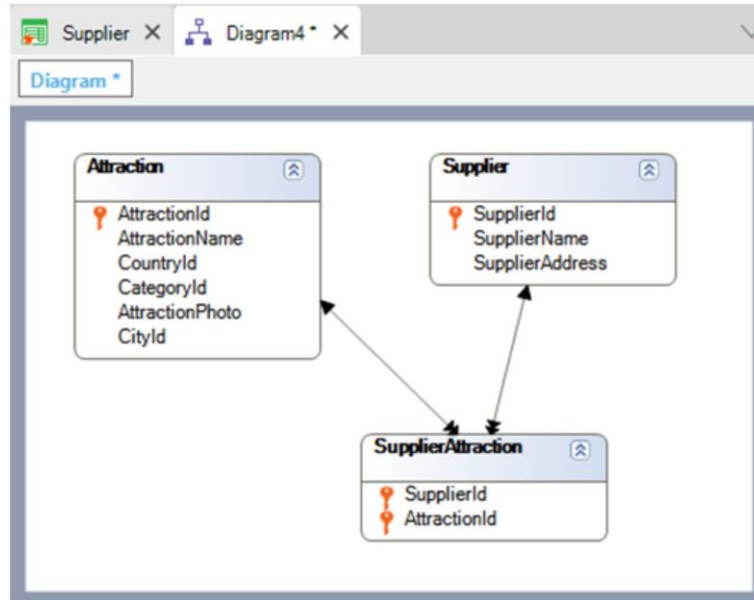 Supplier Diagram4 *
Diagram *
Attraction
AttractionId
AttractionName
CountryId
CategoryId
AttractionPhoto
CityId
Supplier
SupplierId
SupplierName
SupplierAddress
SupplierAttraction
SupplierId
AttractionId